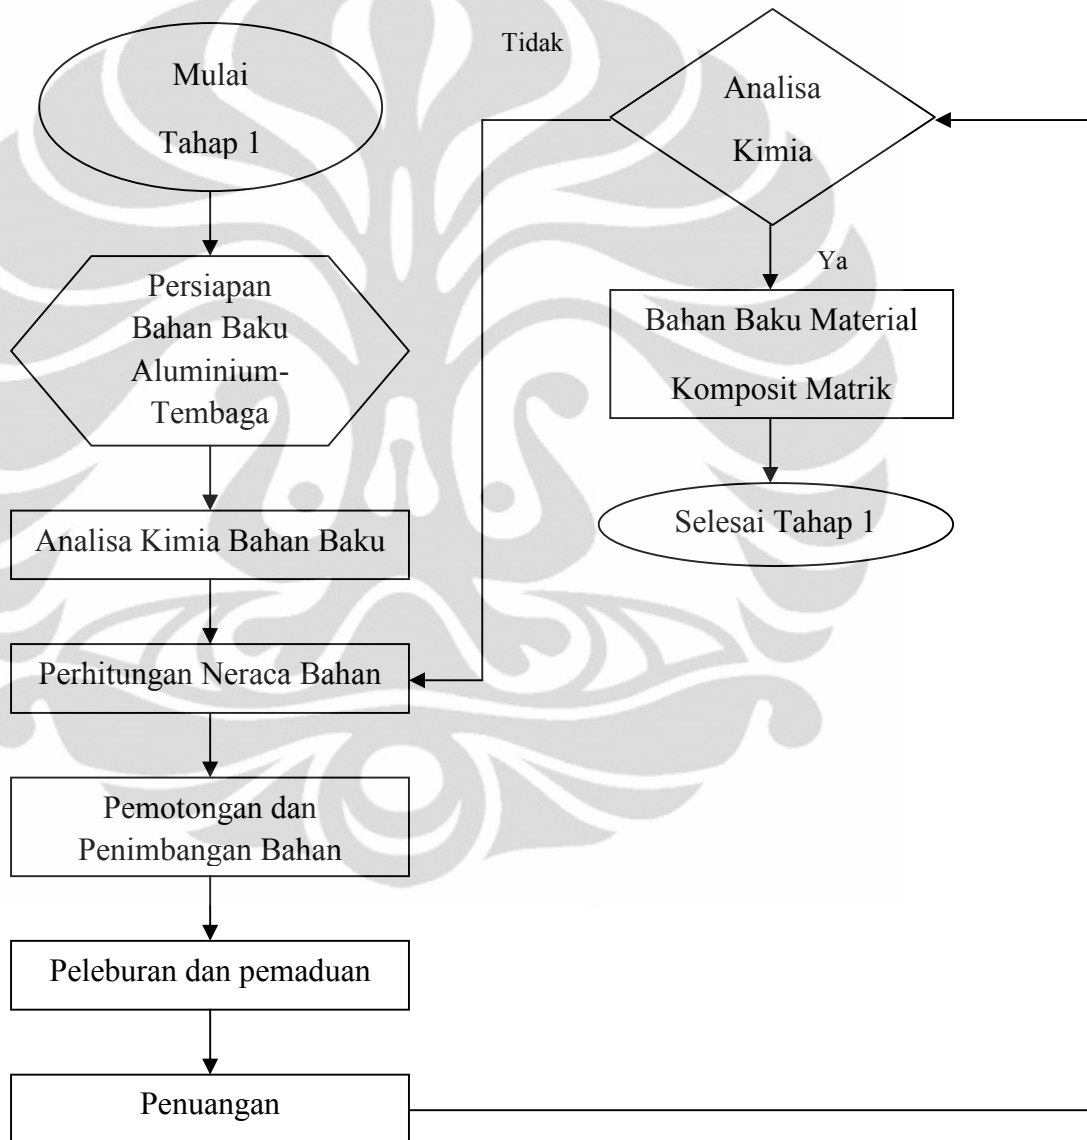 Mulai
Tahap 1
Persiapan
Bahan Baku
Aluminium-
Tembaga
Analisa Kimia Bahan Baku
Perhitungan Neraca Bahan
Pemotongan dan
Penimbangan Bahan
Peleburan dan pemaduan
Penuangan
Tidak
Analisa
Kimia
Ya
Bahan Baku Material
Komposit Matrik
Selesai Tahap 1